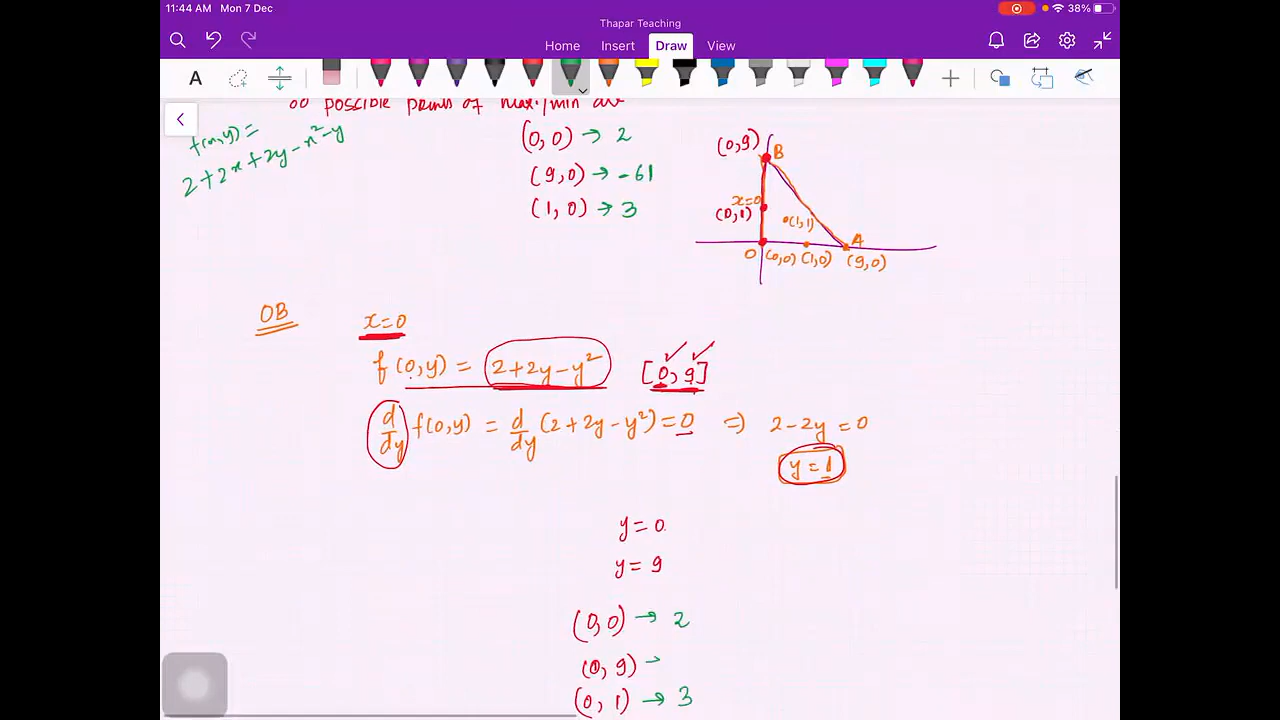 11:44 AM Mon 7 Dec
38%
Thapar Teaching
Home Insert Draw View
A
possible points of max/min are
f(x,y) =
2+2x+2y-x²-y
(0,0) → 2
(9,0) → -61
(1,0) → 3
(0,9) B
x=0
(0,1)
(1,1)
A
O (0,0) (1,0) (9,0)
OB
x=0
f(0,y) = 2+2y-y² [0,9]
d/dy f(0,y) = d/dy (2+2y-y²) = 0 ⇒ 2-2y=0
y=1
y=0
y=9
(0,0) → 2
(0,9) →
(0,1) → 3